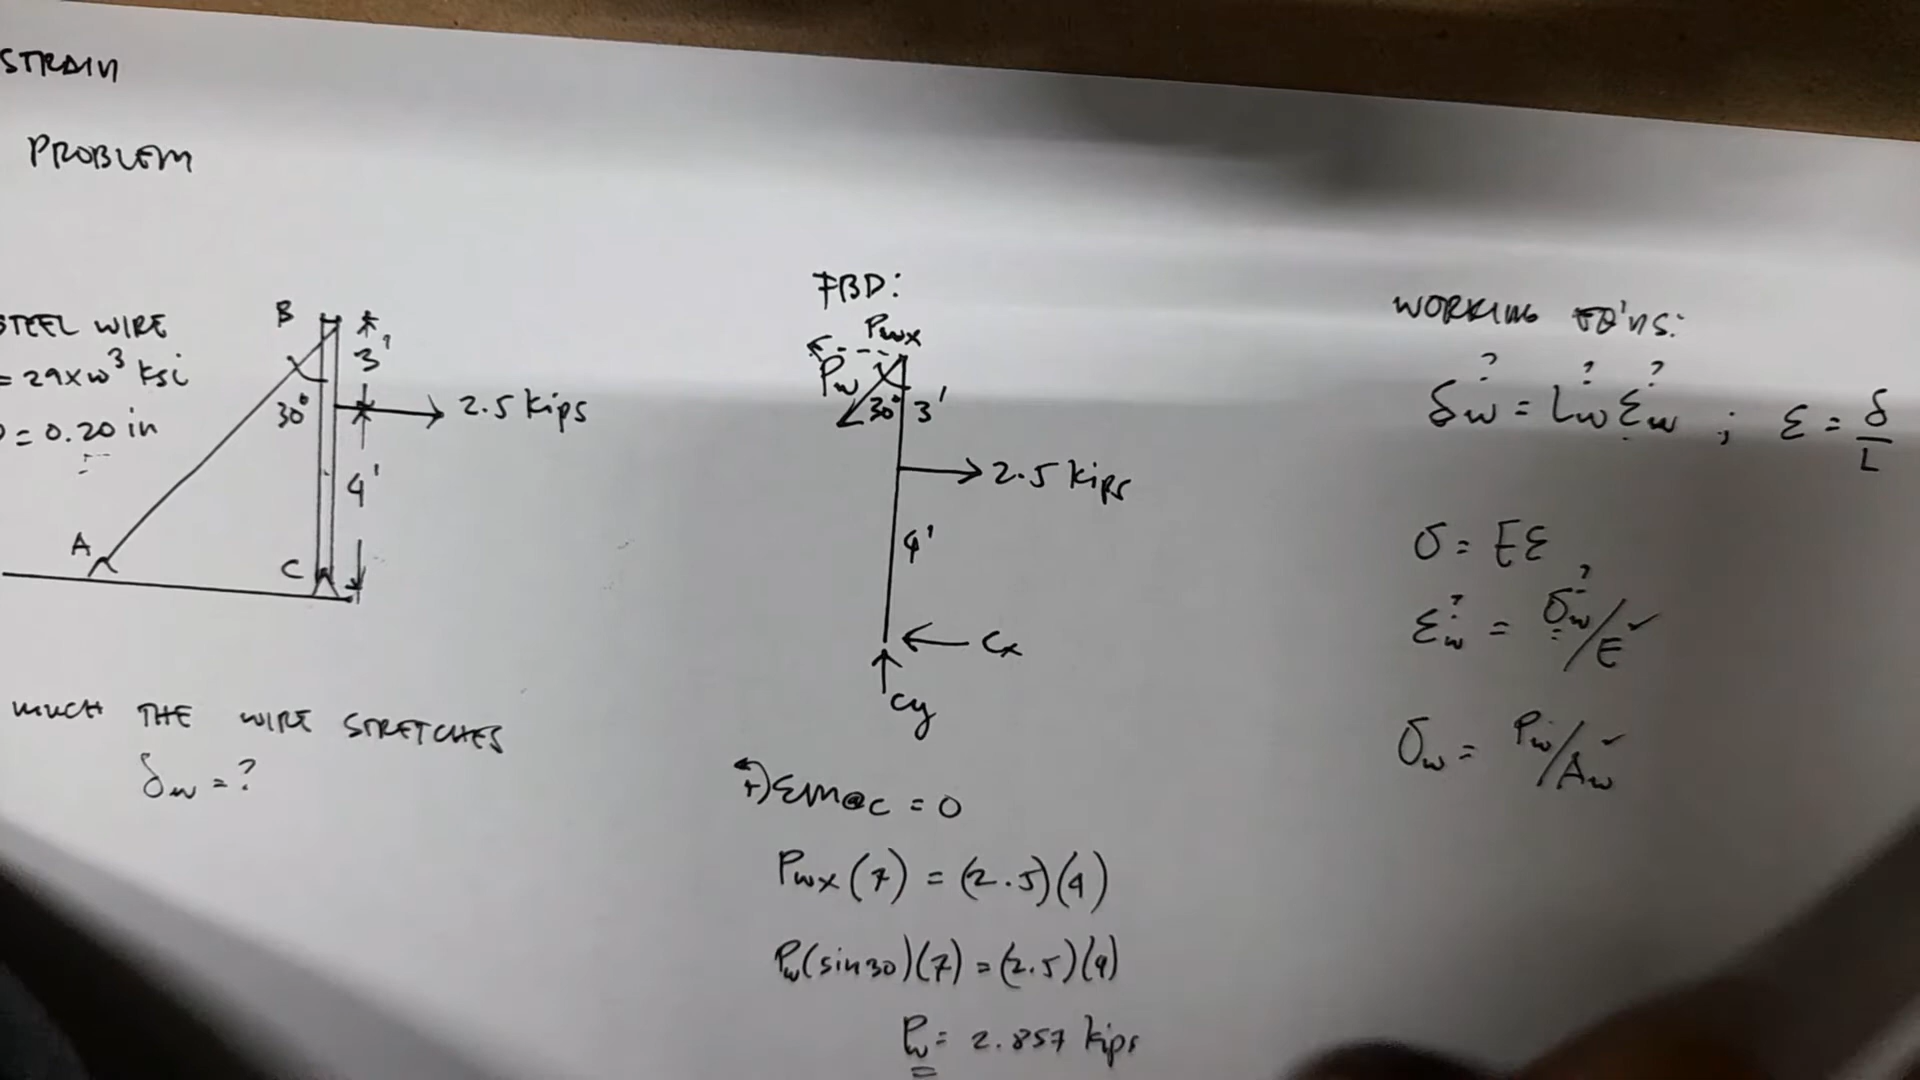 STRAIN
PROBLEM
STEEL WIRE
= 29x10³ ksi
= 0.20 in
B
3'
30°
2.5 kips
4'
A
C
MUCH THE WIRE STRETCHES
δw = ?
FBD:
Pwx
Pw
30°
3'
2.5 kips
4'
Cx
Cy
+) ΣM@C = 0
Pwx (7) = (2.5)(4)
Pw(sin30)(7) = (2.5)(4)
Pw = 2.857 kips
WORKING EQ'NS:
? ? ?
δw = Lw εw ; ε = δ/L
σ = Eε
εw? = σw?/E ✓
σw = Pw/Aw ✓